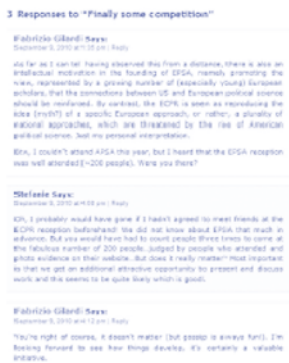 3 Responses to "Finally some competition"
Fabrizio Gilardi Says:
September 9, 2010 at | Reply
As far as I can tell having observed this from a distance, there is also an
intellectual motivation in the founding of EPSA, namely promoting the
view, represented by a growing number of (especially young) European
scholars, that the connections between US and European political science
should be reinforced. By contrast, the ECPR is seen as reproducing the
idea (myth?) of a specific European approach, or rather, a plurality of
national approaches, which are threatened by the rise of American
political science. Just my personal interpretation.
I couldn't attend APSA this year, but I heard that the EPSA reception
was well attended (~200 people). Were you there?
Stefanie Says:
September 9, 2010 at | Reply
I probably would have gone if I hadn't agreed to meet friends at the
ECPR reception beforehand! We did not know about EPSA that much in
advance. But you would have had to count people three times to come at
the fabulous number of 200 people, judged by people who attended and
photo evidence on their website. But does it really matter? Most important
is that we get an additional attractive opportunity to present and discuss
work and this seems to be quite likely which is good!
Fabrizio Gilardi Says:
September 9, 2010 at | Reply
You're right of course, it doesn't matter (but gossip is always fun!). I'm
looking forward to see how things develop, it's certainly a valuable
initiative.